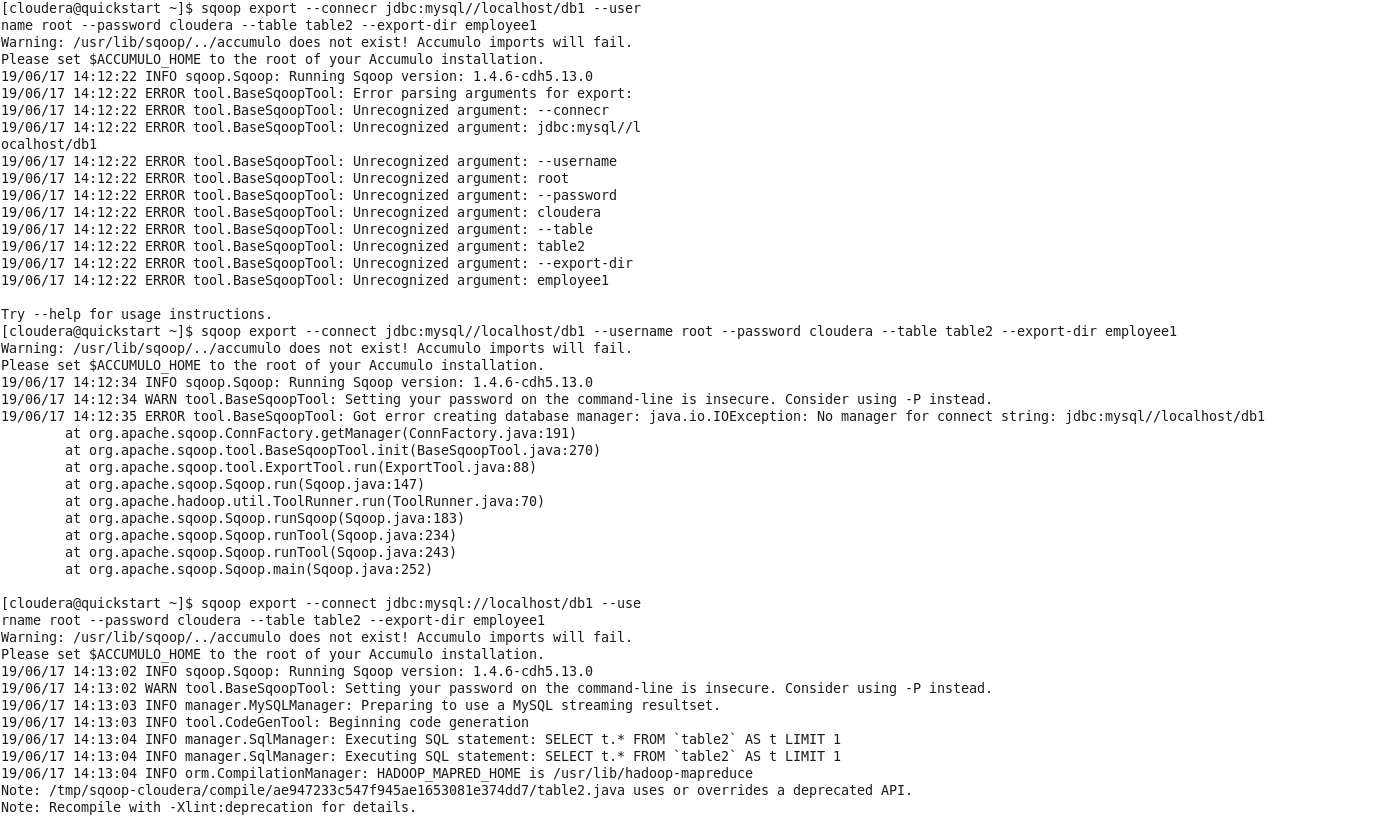 [cloudera@quickstart ~]$ sqoop export --connecr jdbc:mysql//localhost/db1 --user
name root --password cloudera --table table2 --export-dir employee1
Warning: /usr/lib/sqoop/../accumulo does not exist! Accumulo imports will fail.
Please set $ACCUMULO_HOME to the root of your Accumulo installation.
19/06/17 14:12:22 INFO sqoop.Sqoop: Running Sqoop version: 1.4.6-cdh5.13.0
19/06/17 14:12:22 ERROR tool.BaseSqoopTool: Error parsing arguments for export:
19/06/17 14:12:22 ERROR tool.BaseSqoopTool: Unrecognized argument: --connecr
19/06/17 14:12:22 ERROR tool.BaseSqoopTool: Unrecognized argument: jdbc:mysql//l
ocalhost/db1
19/06/17 14:12:22 ERROR tool.BaseSqoopTool: Unrecognized argument: --username
19/06/17 14:12:22 ERROR tool.BaseSqoopTool: Unrecognized argument: root
19/06/17 14:12:22 ERROR tool.BaseSqoopTool: Unrecognized argument: --password
19/06/17 14:12:22 ERROR tool.BaseSqoopTool: Unrecognized argument: cloudera
19/06/17 14:12:22 ERROR tool.BaseSqoopTool: Unrecognized argument: --table
19/06/17 14:12:22 ERROR tool.BaseSqoopTool: Unrecognized argument: table2
19/06/17 14:12:22 ERROR tool.BaseSqoopTool: Unrecognized argument: --export-dir
19/06/17 14:12:22 ERROR tool.BaseSqoopTool: Unrecognized argument: employee1

Try --help for usage instructions.
[cloudera@quickstart ~]$ sqoop export --connect jdbc:mysql//localhost/db1 --username root --password cloudera --table table2 --export-dir employee1
Warning: /usr/lib/sqoop/../accumulo does not exist! Accumulo imports will fail.
Please set $ACCUMULO_HOME to the root of your Accumulo installation.
19/06/17 14:12:34 INFO sqoop.Sqoop: Running Sqoop version: 1.4.6-cdh5.13.0
19/06/17 14:12:34 WARN tool.BaseSqoopTool: Setting your password on the command-line is insecure. Consider using -P instead.
19/06/17 14:12:35 ERROR tool.BaseSqoopTool: Got error creating database manager: java.io.IOException: No manager for connect string: jdbc:mysql//localhost/db1
        at org.apache.sqoop.ConnFactory.getManager(ConnFactory.java:191)
        at org.apache.sqoop.tool.BaseSqoopTool.init(BaseSqoopTool.java:270)
        at org.apache.sqoop.tool.ExportTool.run(ExportTool.java:88)
        at org.apache.sqoop.Sqoop.run(Sqoop.java:147)
        at org.apache.hadoop.util.ToolRunner.run(ToolRunner.java:70)
        at org.apache.sqoop.Sqoop.runSqoop(Sqoop.java:183)
        at org.apache.sqoop.Sqoop.runTool(Sqoop.java:234)
        at org.apache.sqoop.Sqoop.runTool(Sqoop.java:243)
        at org.apache.sqoop.Sqoop.main(Sqoop.java:252)

[cloudera@quickstart ~]$ sqoop export --connect jdbc:mysql://localhost/db1 --use
rname root --password cloudera --table table2 --export-dir employee1
Warning: /usr/lib/sqoop/../accumulo does not exist! Accumulo imports will fail.
Please set $ACCUMULO_HOME to the root of your Accumulo installation.
19/06/17 14:13:02 INFO sqoop.Sqoop: Running Sqoop version: 1.4.6-cdh5.13.0
19/06/17 14:13:02 WARN tool.BaseSqoopTool: Setting your password on the command-line is insecure. Consider using -P instead.
19/06/17 14:13:03 INFO manager.MySQLManager: Preparing to use a MySQL streaming resultset.
19/06/17 14:13:03 INFO tool.CodeGenTool: Beginning code generation
19/06/17 14:13:04 INFO manager.SqlManager: Executing SQL statement: SELECT t.* FROM `table2` AS t LIMIT 1
19/06/17 14:13:04 INFO manager.SqlManager: Executing SQL statement: SELECT t.* FROM `table2` AS t LIMIT 1
19/06/17 14:13:04 INFO orm.CompilationManager: HADOOP_MAPRED_HOME is /usr/lib/hadoop-mapreduce
Note: /tmp/sqoop-cloudera/compile/ae947233c547f945ae1653081e374dd7/table2.java uses or overrides a deprecated API.
Note: Recompile with -Xlint:deprecation for details.